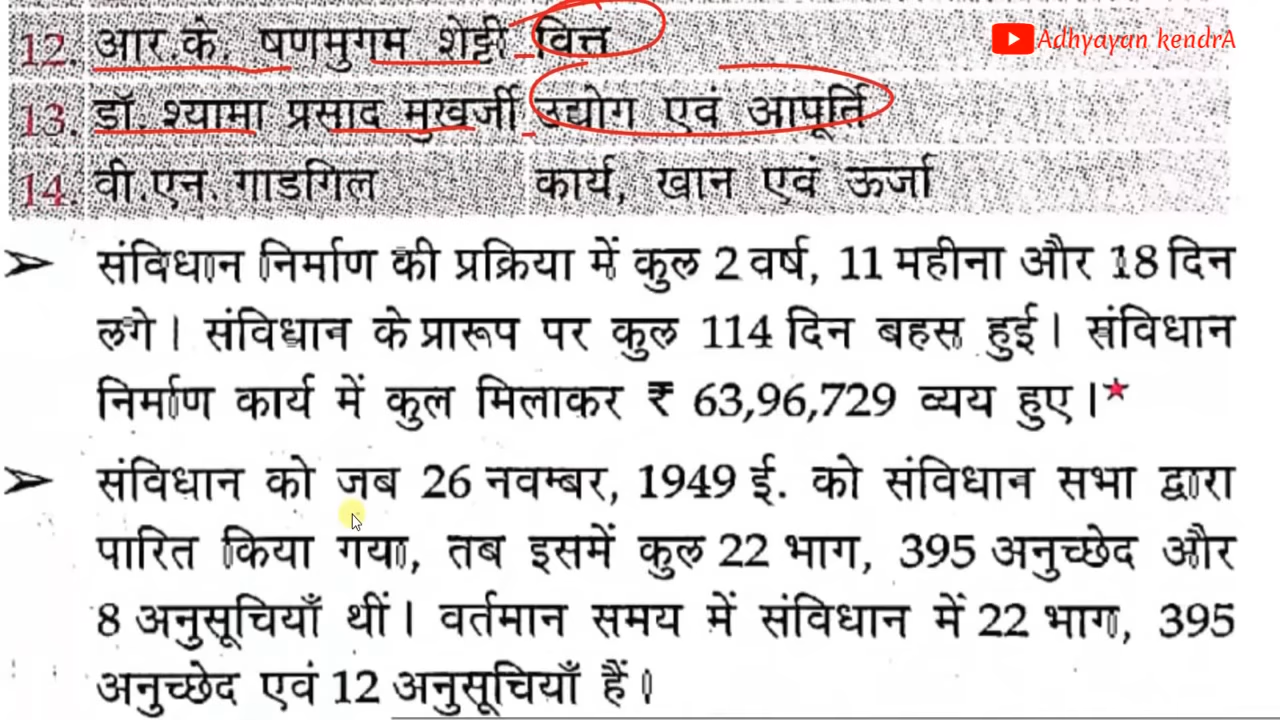 12. आर.के. षणमुगम शेट्टी वित्त
Adhyayan kendrA
13. डॉ. श्यामा प्रसाद मुखर्जी उद्योग एवं आपूर्ति
14. वी.एन. गाडगिल कार्य, खान एवं ऊर्जा
➢ संविधान निर्माण की प्रक्रिया में कुल 2 वर्ष, 11 महीना और 18 दिन
लगे। संविधान के प्रारूप पर कुल 114 दिन बहस हुई। संविधान
निर्माण कार्य में कुल मिलाकर ₹ 63,96,729 व्यय हुए।★
➢ संविधान को जब 26 नवम्बर, 1949 ई. को संविधान सभा द्वारा
पारित किया गया, तब इसमें कुल 22 भाग, 395 अनुच्छेद और
8 अनुसूचियाँ थीं। वर्तमान समय में संविधान में 22 भाग, 395
अनुच्छेद एवं 12 अनुसूचियाँ हैं।